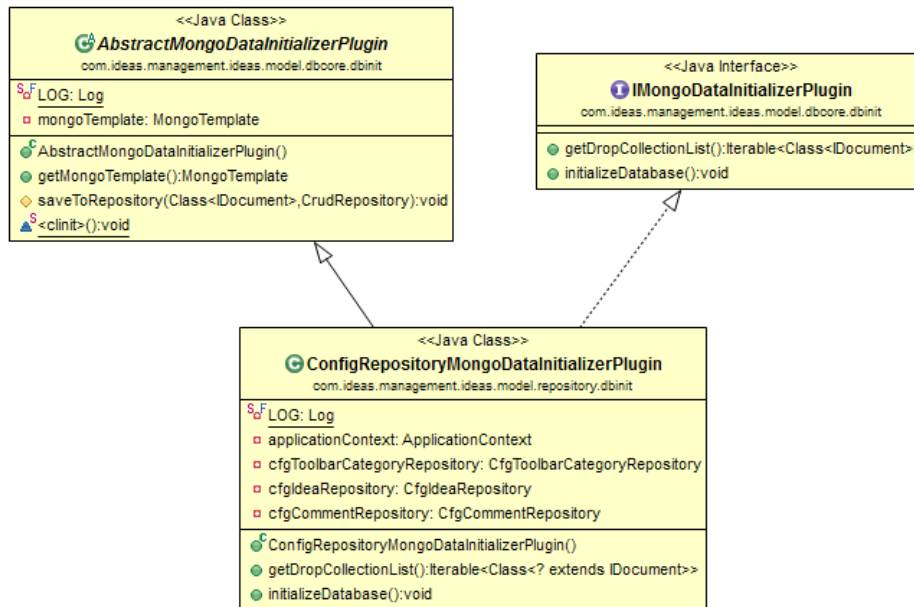 <<Java Class>>
AbstractMongoDataInitializerPlugin
com.ideas.management.ideas.model.dbcore.dbinit
LOG: Log
mongoTemplate: MongoTemplate
AbstractMongoDataInitializerPlugin()
getMongoTemplate():MongoTemplate
saveToRepository(Class<IDocument>,CrudRepository):void
<clinit>():void
<<Java Interface>>
IMongoDataInitializerPlugin
com.ideas.management.ideas.model.dbcore.dbinit
getDropCollectionList():Iterable<Class<IDocument>
initializeDatabase():void
<<Java Class>>
ConfigRepositoryMongoDataInitializerPlugin
com.ideas.management.ideas.model.repository.dbinit
LOG: Log
applicationContext: ApplicationContext
cfgToolbarCategoryRepository: CfgToolbarCategoryRepository
cfgIdeaRepository: CfgIdeaRepository
cfgCommentRepository: CfgCommentRepository
ConfigRepositoryMongoDataInitializerPlugin()
getDropCollectionList():Iterable<Class<? extends IDocument>>
initializeDatabase():void